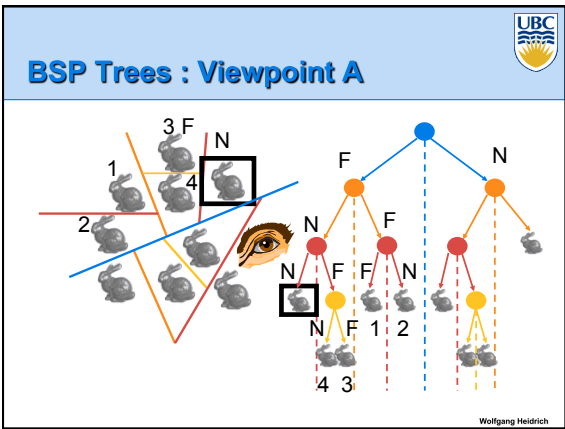 UBC
BSP Trees : Viewpoint A
3 F
N
1
4
2
F
N
N
F
N
F
F
N
N
F
1
2
4
3
Wolfgang Heidrich